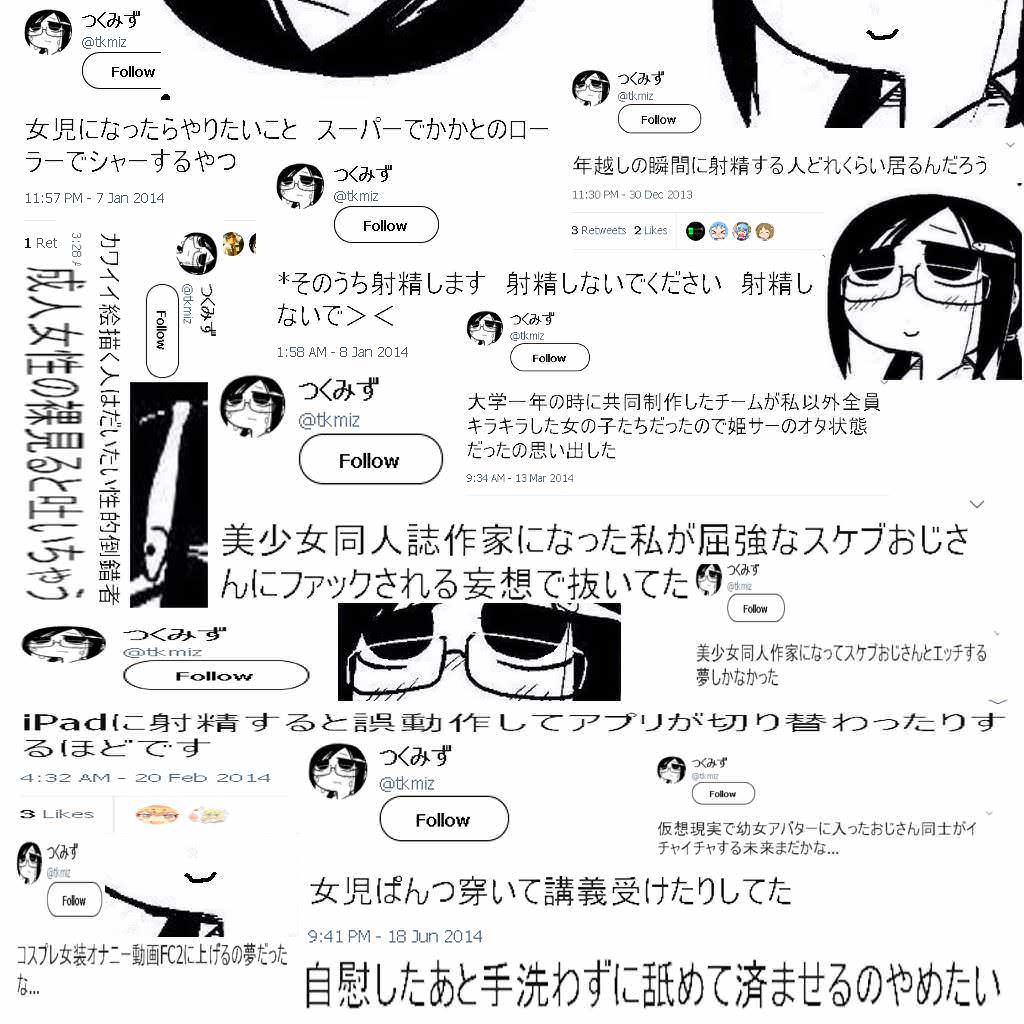 つくみず
@tkmiz
Follow
女児になったらやりたいこと　スーパーでかかとのロー
ラーでシャーするやつ
11:57 PM - 7 Jan 2014
1 Ret
つくみず
@tkmiz
Follow
年越しの瞬間に射精する人どれくらい居るんだろう
11:30 PM - 30 Dec 2013
3 Retweets 2 Likes
つくみず
@tkmiz
Follow
*そのうち射精します　射精しないでください　射精し
ないで＞＜
1:58 AM - 8 Jan 2014
つくみず
@tkmiz
Follow
カワイイ絵描く人はだいたい性的倒錯者
3:28 A
成人女性の裸見ると吐いちゃう
つくみず
@tkmiz
Follow
大学一年の時に共同制作したチームが私以外全員
キラキラした女の子たちだったので姫サーのオタ状態
だったの思い出した
9:34 AM - 13 Mar 2014
つくみず
@tkmiz
Follow
美少女同人誌作家になった私が屈強なスケブおじさ
んにファックされる妄想で抜いてた
つくみず
@tkmiz
Follow
美少女同人作家になってスケブおじさんとエッチする
夢しかなかった
つくみず
@tkmiz
Follow
iPadに射精すると誤動作してアプリが切り替わったりす
るほどです
4:32 AM - 20 Feb 2014
3 Likes
つくみず
@tkmiz
Follow
女児ぱんつ穿いて講義受けたりしてた
9:41 PM - 18 Jun 2014
自慰したあと手洗わずに舐めて済ませるのやめたい
つくみず
@tkmiz
Follow
仮想現実で幼女アバターに入ったおじさん同士がイ
チャイチャする未来まだかな...
つくみず
@tkmiz
Follow
コスプレ女装オナニー動画FC2に上げるの夢だった
な...